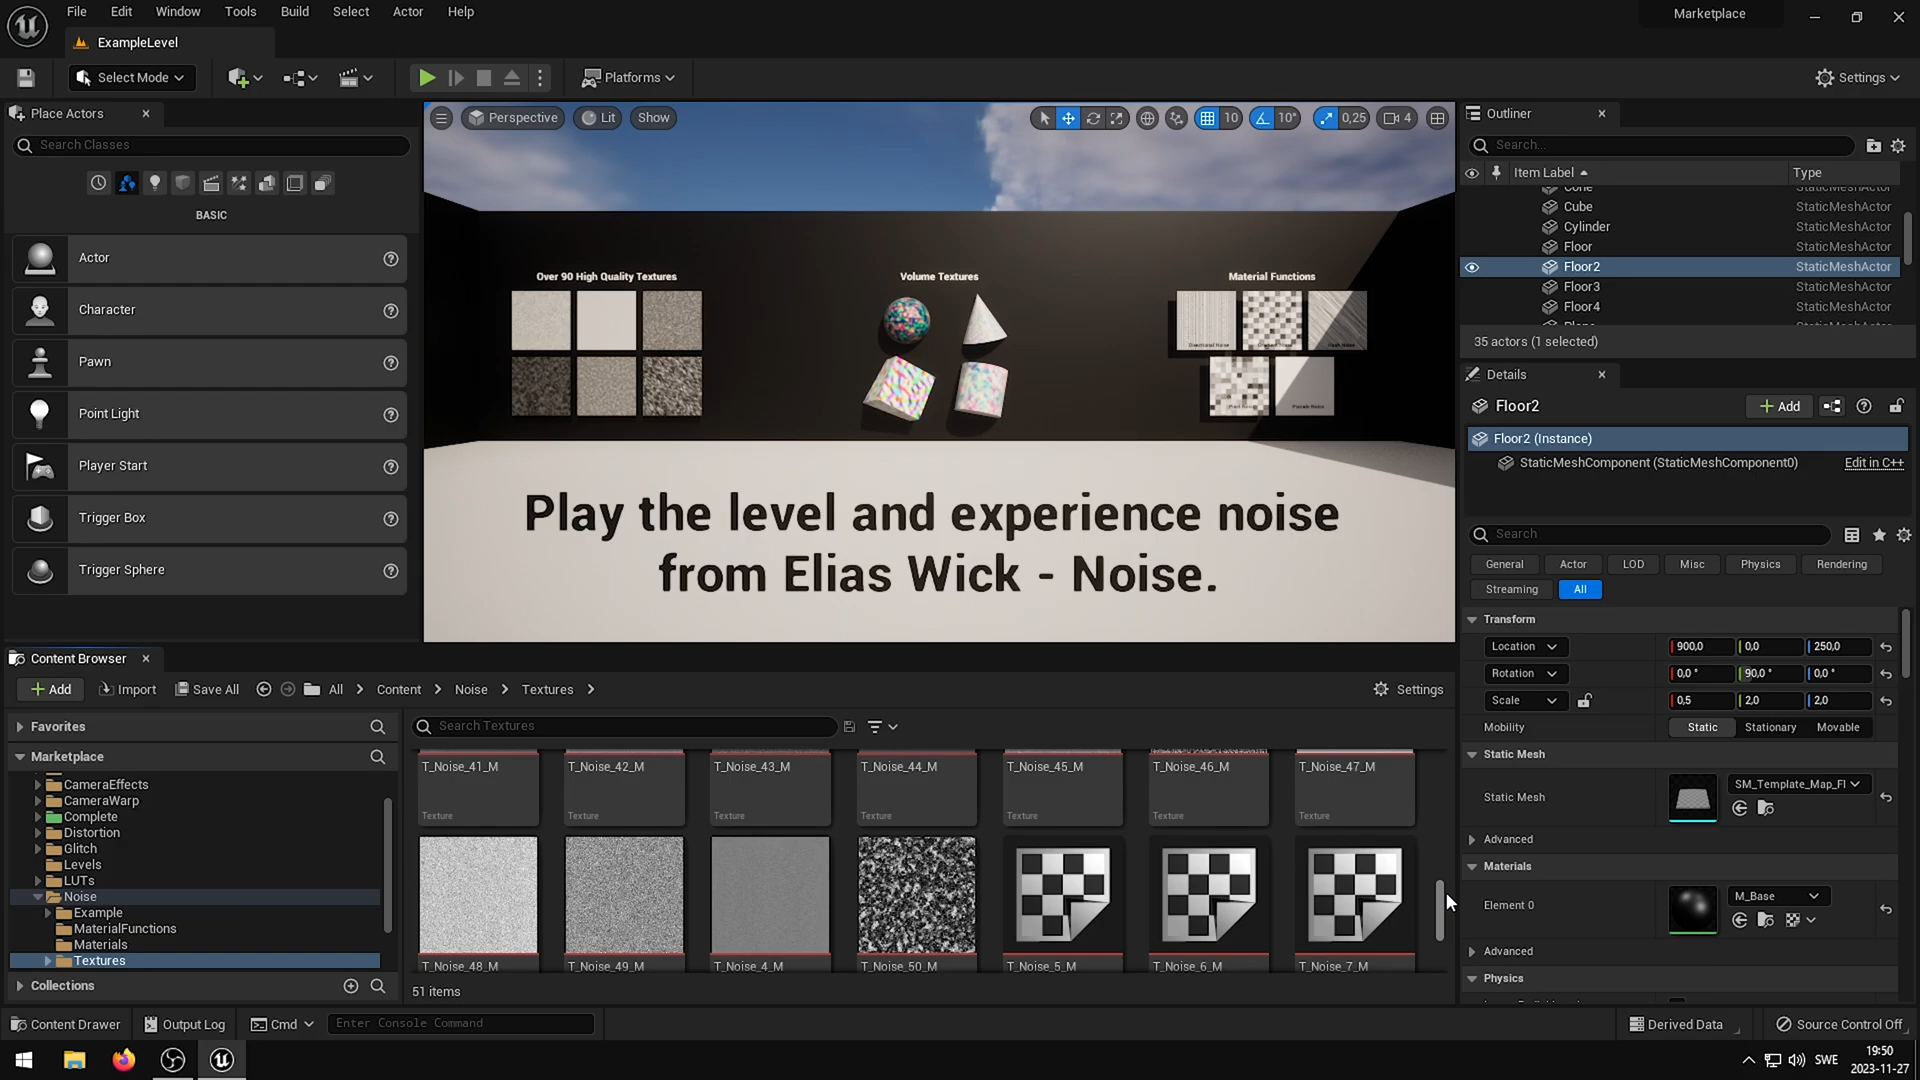 File Edit Window Tools Build Select Actor Help
Marketplace
ExampleLevel
Select Mode
Platforms
Settings
Place Actors
Search Classes
BASIC
Actor
Character
Pawn
Point Light
Player Start
Trigger Box
Trigger Sphere
Perspective Lit Show
10 10° 0,25 4
Over 90 High Quality Textures
Volume Textures
Material Functions
Directional Noise
Pixel Noise
Play the level and experience noise
from Elias Wick - Noise.
Outliner
Search...
Item Label Type
Cone StaticMeshActor
Cube StaticMeshActor
Cylinder StaticMeshActor
Floor StaticMeshActor
Floor2 StaticMeshActor
Floor3 StaticMeshActor
Floor4 StaticMeshActor
35 actors (1 selected)
Details
Floor2
Add
Floor2 (Instance)
StaticMeshComponent (StaticMeshComponent0) Edit in C++
Search
General Actor LOD Misc Physics Rendering
Streaming All
Transform
Location 900,0 0,0 250,0
Rotation 0,0 ° 90,0 ° 0,0 °
Scale 0,5 2,0 2,0
Mobility Static Stationary Movable
Static Mesh
Static Mesh SM_Template_Map_Fl
Advanced
Materials
Element 0 M_Base
Advanced
Physics
Content Browser
Add Import Save All All Content Noise Textures Settings
Favorites
Marketplace
CameraEffects
CameraWarp
Complete
Distortion
Glitch
Levels
LUTs
Noise
Example
MaterialFunctions
Materials
Textures
Collections
Search Textures
T_Noise_41_M T_Noise_42_M T_Noise_43_M T_Noise_44_M T_Noise_45_M T_Noise_46_M T_Noise_47_M
Texture Texture Texture Texture Texture Texture Texture
T_Noise_48_M T_Noise_49_M T_Noise_4_M T_Noise_50_M T_Noise_5_M T_Noise_6_M T_Noise_7_M
51 items
Content Drawer Output Log Cmd Enter Console Command
Derived Data Source Control Off
SWE
19:50
2023-11-27